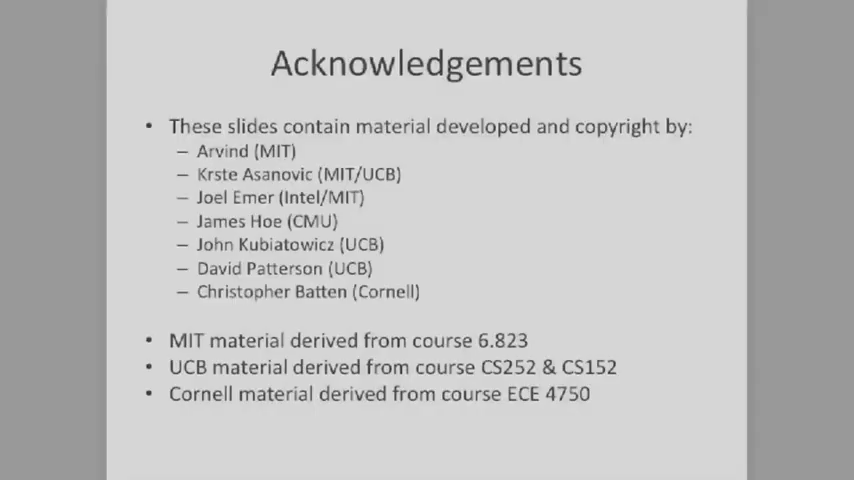 Acknowledgements
• These slides contain material developed and copyright by:
– Arvind (MIT)
– Krste Asanovic (MIT/UCB)
– Joel Emer (Intel/MIT)
– James Hoe (CMU)
– John Kubiatowicz (UCB)
– David Patterson (UCB)
– Christopher Batten (Cornell)
• MIT material derived from course 6.823
• UCB material derived from course CS252 & CS152
• Cornell material derived from course ECE 4750